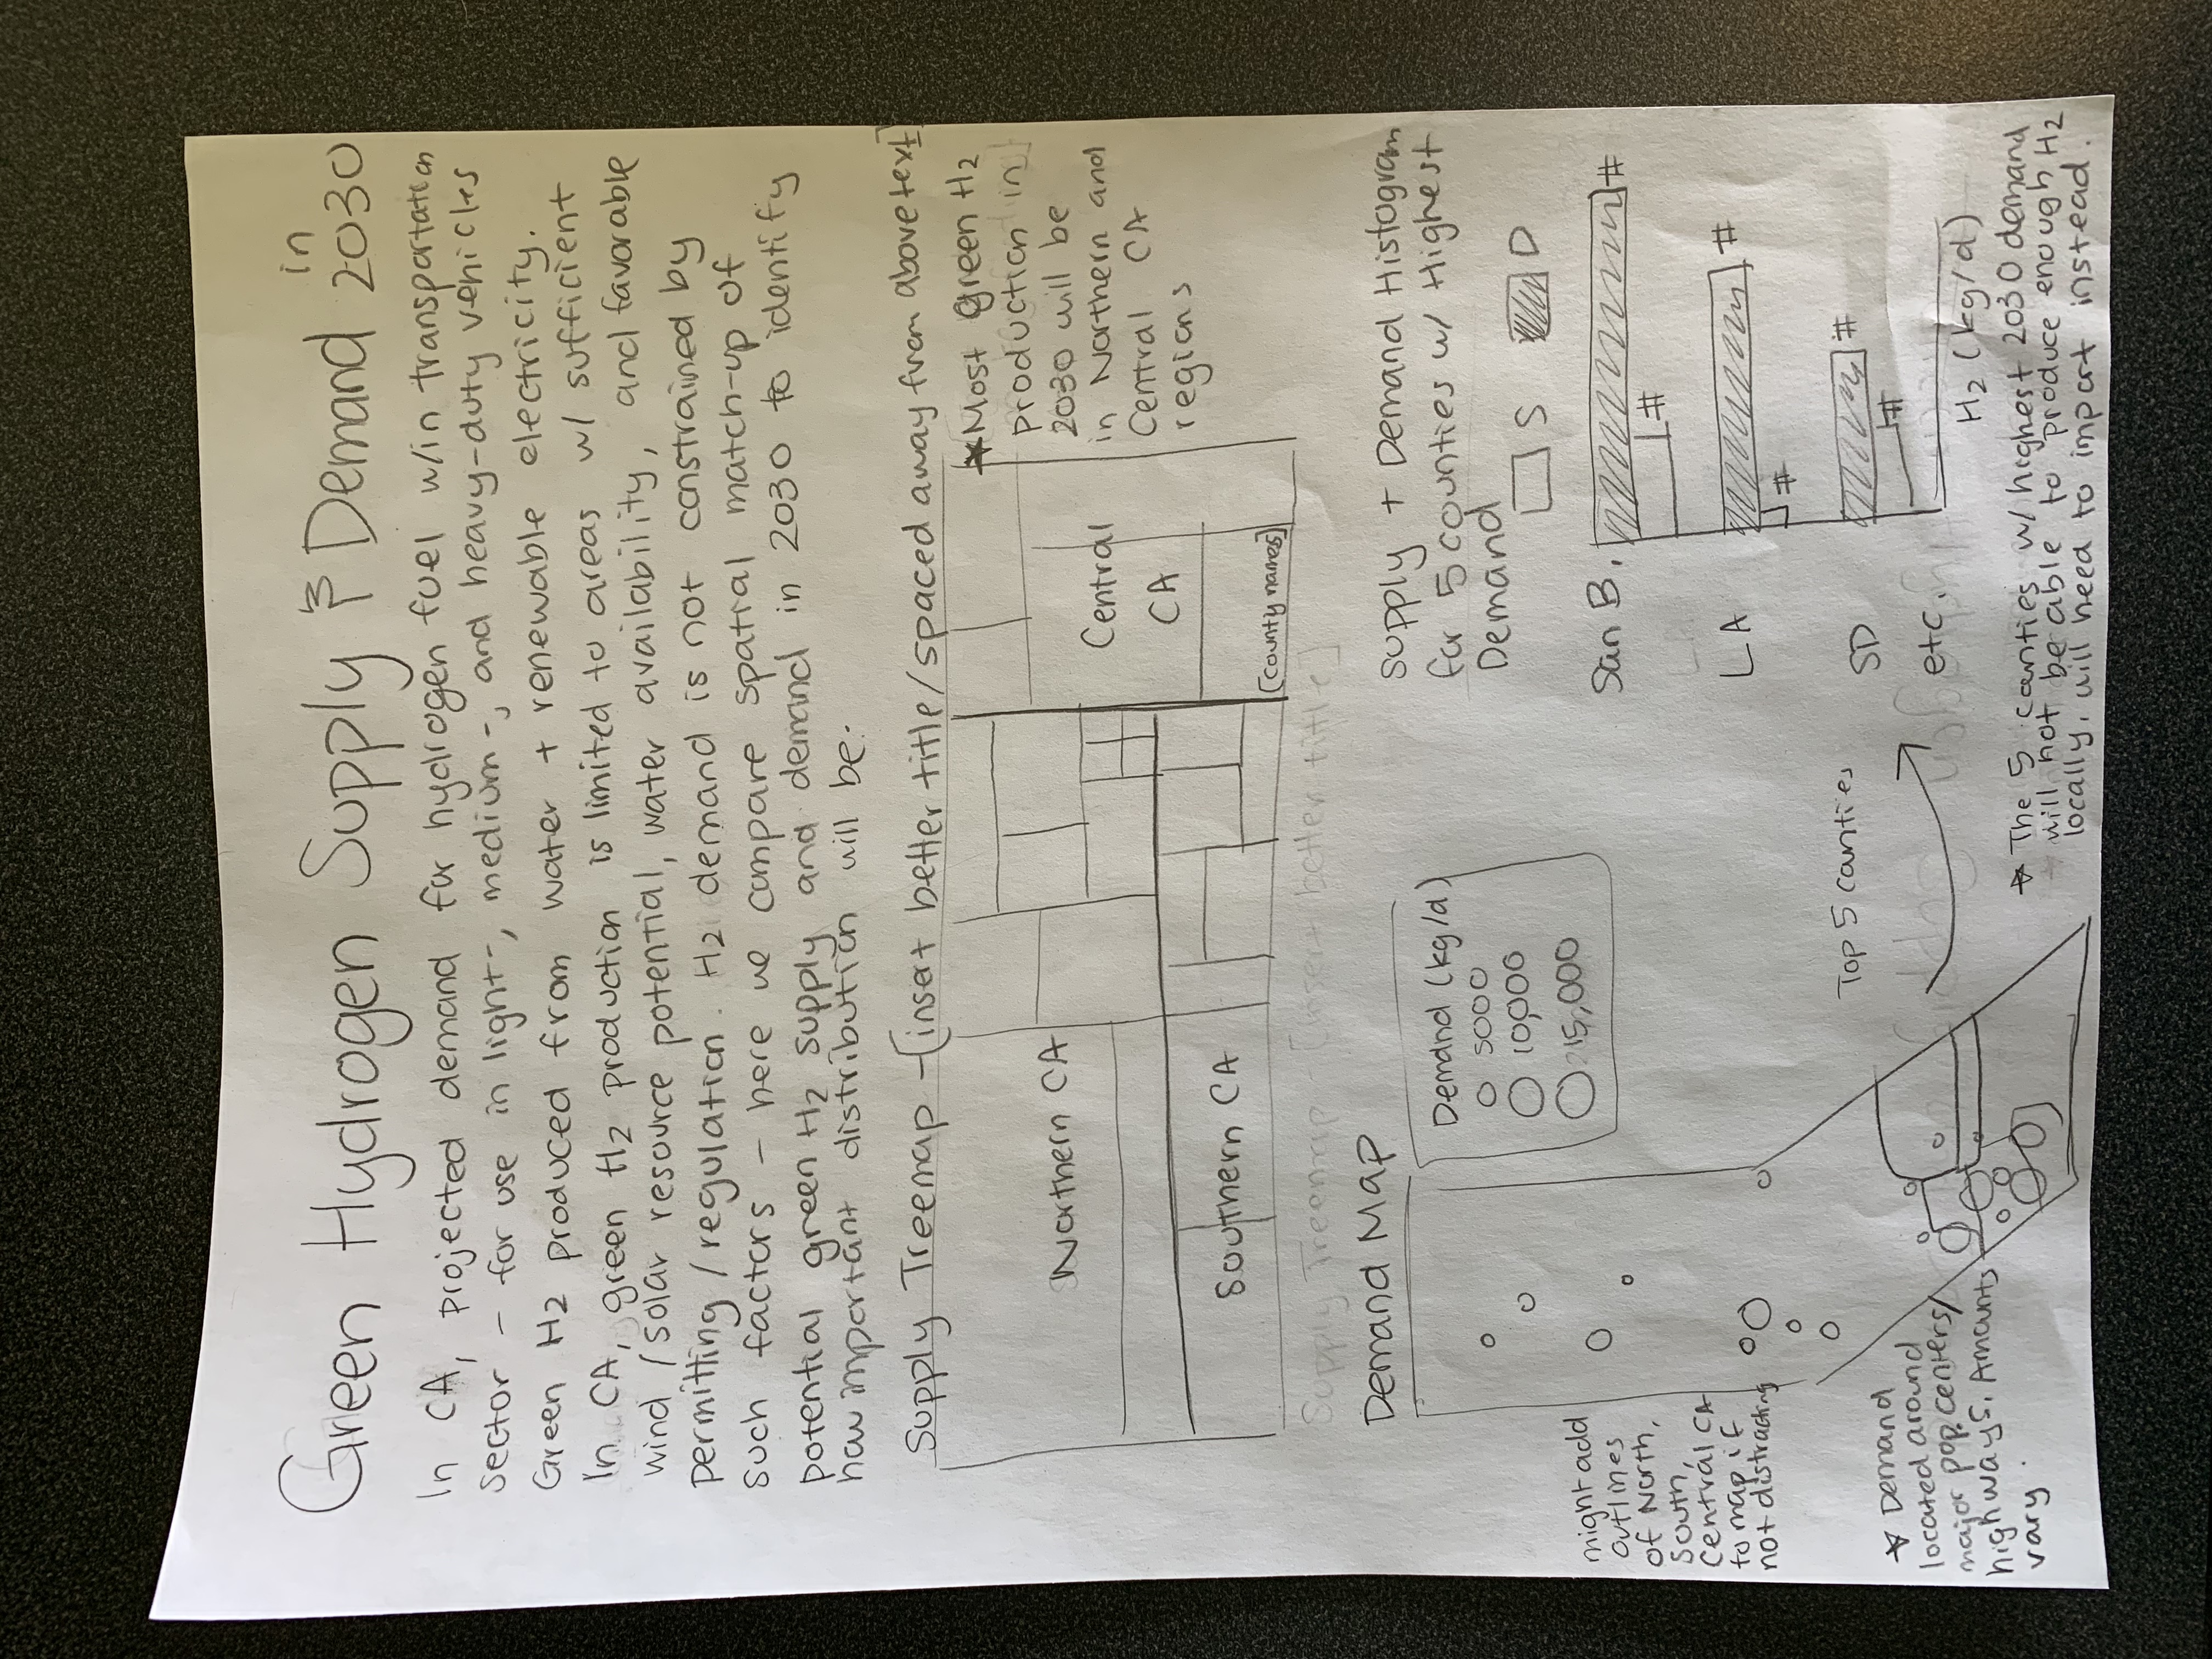 Green Hydrogen Supply & Demand in 2030
In CA, projected demand for hydrogen fuel w/in transportation
sector - for use in light-, medium-, and heavy-duty vehicles
Green H2 produced from water + renewable electricity.
In CA, green H2 production is limited to areas w/ sufficient
wind / solar resource potential, water availability, and favorable
permitting / regulation. H2 demand is not constrained by
such factors - here we compare spatial match-up of
potential green H2 supply and demand in 2030 to identify
how important distribution will be.
Supply Treemap - [insert better title/spaced away from above text]
Northern CA
Southern CA
Central
CA
[county names]
★ Most green H2
production in
2030 will be
in Northern and
Central CA
regions
Supply Treemap - [insert better title]
Demand Map
Demand (kg/d)
5000
10,000
15,000
might add
outlines
of North,
South,
Central CA
to map if
not distracting
★ Demand
located around
major pop. centers/
highways. Amounts
vary
Top 5 counties
Supply + Demand Histogram
for 5 counties w/ Highest
Demand
S D
San B. #
#
LA #
#
SD #
#
etc.
H2 (kg/d)
★ The 5 counties w/ highest 2030 demand
will not be able to produce enough H2
locally, will need to import instead.